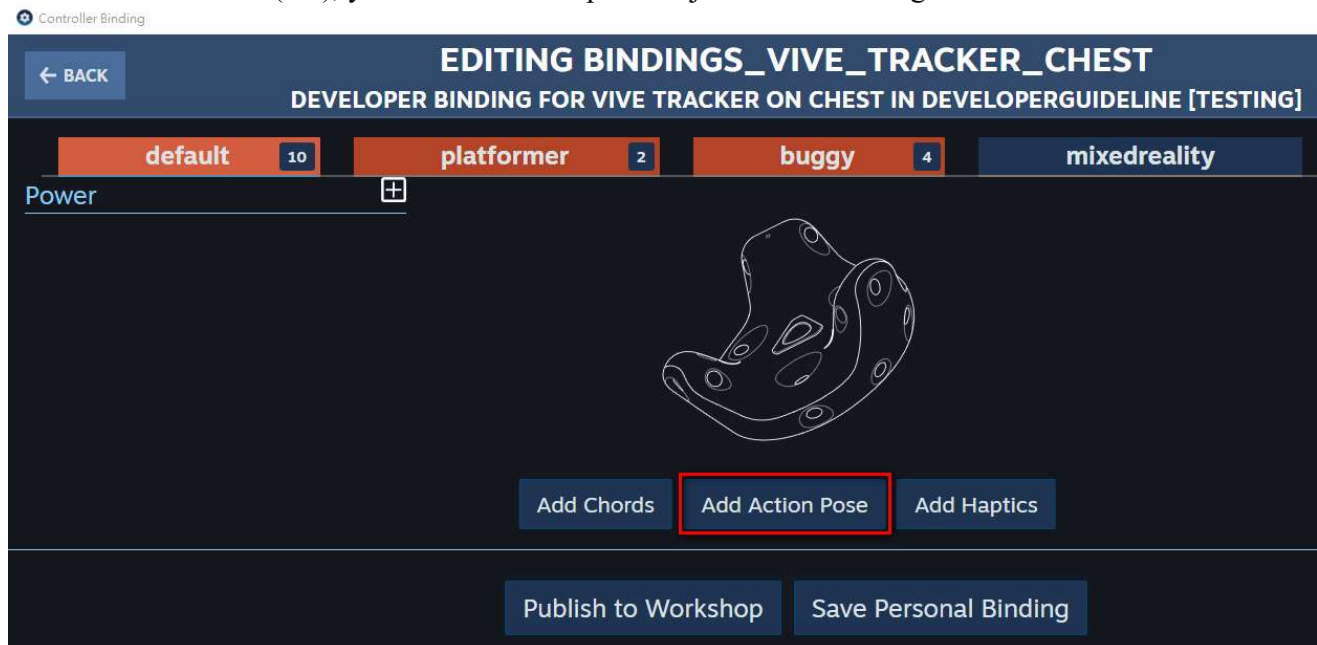 Controller Binding
← BACK
EDITING BINDINGS_VIVE_TRACKER_CHEST
DEVELOPER BINDING FOR VIVE TRACKER ON CHEST IN DEVELOPERGUIDELINE [TESTING]
default 10 platformer 2 buggy 4 mixedreality
Power
Add Chords Add Action Pose Add Haptics
Publish to Workshop Save Personal Binding